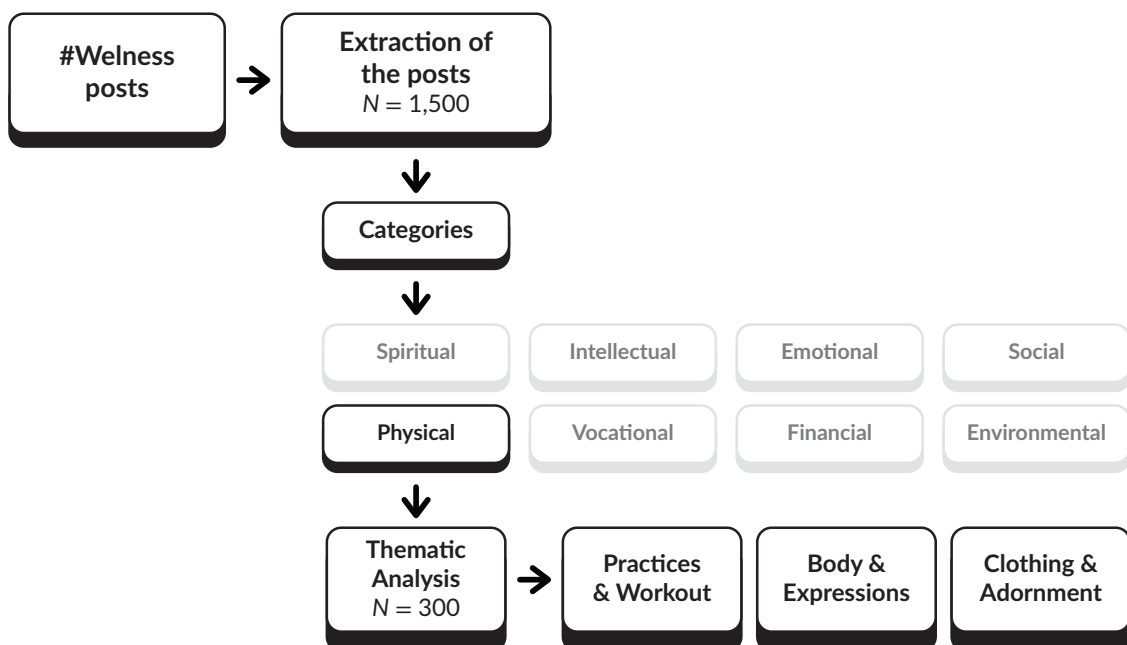 #Welness
posts
Extraction of
the posts
N = 1,500
Categories
Spiritual
Intellectual
Emotional
Social
Physical
Vocational
Financial
Environmental
Thematic
Analysis
N = 300
Practices
& Workout
Body &
Expressions
Clothing &
Adornment